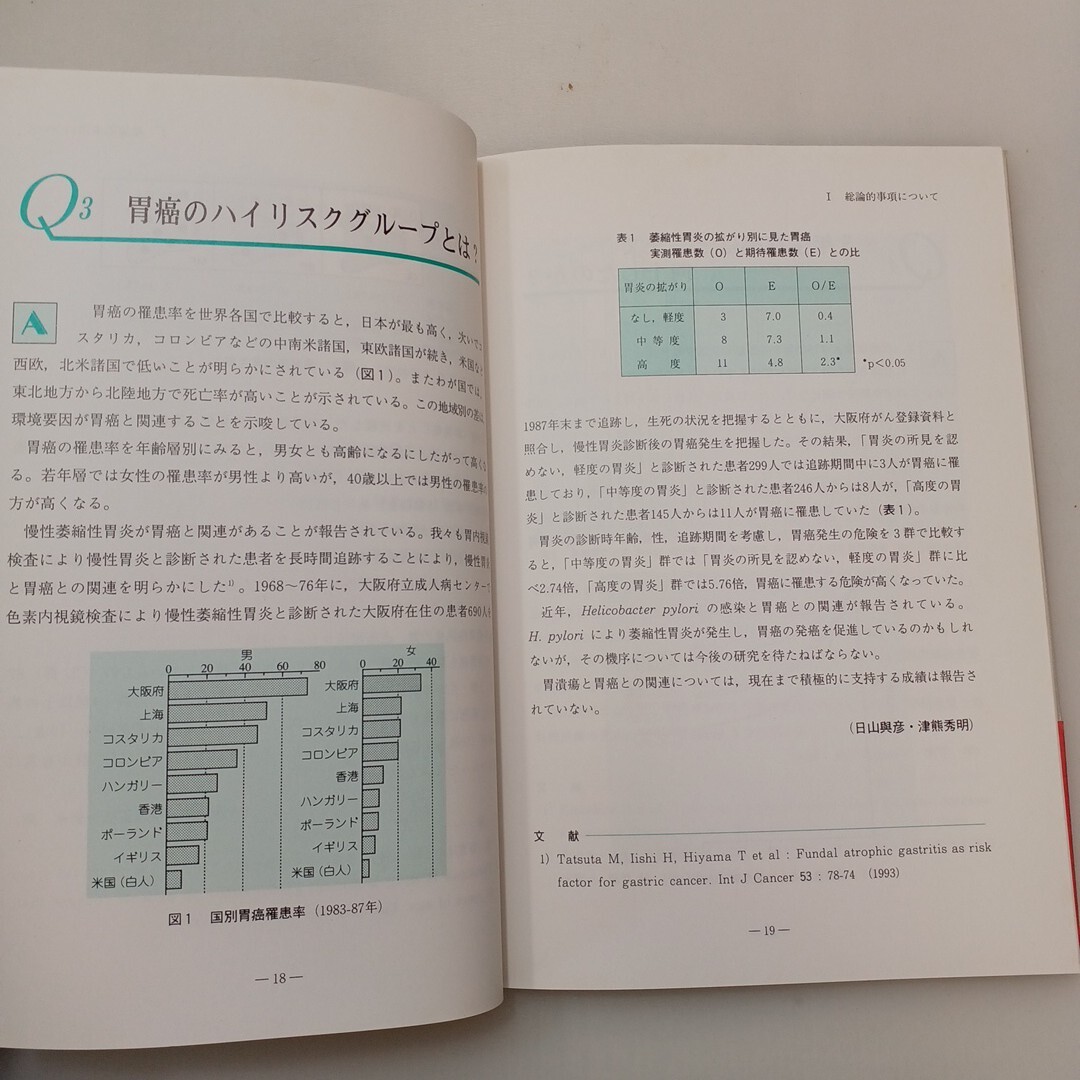 Q3 胃癌のハイリスクグループとは？
A 胃癌の罹患率を世界各国で比較すると，日本が最も高く，次いで
スタリカ，コロンビアなどの中南米諸国，東欧諸国が続き，米国な
西欧，北米諸国で低いことが明らかにされている（図1）。またわが国では，
東北地方から北陸地方で死亡率が高いことが示されている。この地域別の
環境要因が胃癌と関連することを示唆している。
胃癌の罹患率を年齢層別にみると，男女とも高齢になるにしたがって高く
る。若年層では女性の罹患率が男性より高いが，40歳以上では男性の罹患率の
方が高くなる。
慢性萎縮性胃炎が胃癌と関連があることが報告されている。我々も胃内視
検査により慢性胃炎と診断された患者を長時間追跡することにより，慢性胃
と胃癌との関連を明らかにした¹⁾。1968～76年に，大阪府立成人病センター
色素内視鏡検査により慢性萎縮性胃炎と診断された大阪府在住の患者690人を
男
0 20 40 60 80
大阪府
上海
コスタリカ
コロンビア
ハンガリー
香港
ポーランド
イギリス
米国（白人）
女
0 20 40
大阪府
上海
コスタリカ
コロンビア
香港
ハンガリー
ポーランド
イギリス
米国（白人）
図1 国別胃癌罹患率（1983-87年）
— 18 —
Ⅰ 総論的事項について
表1 萎縮性胃炎の拡がり別に見た胃癌
実測罹患数（O）と期待罹患数（E）との比
胃炎の拡がり O E O/E
なし，軽度 3 7.0 0.4
中等度 8 7.3 1.1
高度 11 4.8 2.3*
*p＜0.05
1987年末まで追跡し，生死の状況を把握するとともに，大阪府がん登録資料と
照合し，慢性胃炎診断後の胃癌発生を把握した。その結果，「胃炎の所見を認
めない，軽度の胃炎」と診断された患者299人では追跡期間中に3人が胃癌に罹
患しており，「中等度の胃炎」と診断された患者246人からは8人が，「高度の胃
炎」と診断された患者145人からは11人が胃癌に罹患していた（表1）。
胃炎の診断時年齢，性，追跡期間を考慮し，胃癌発生の危険を3群で比較す
ると，「中等度の胃炎」群では「胃炎の所見を認めない，軽度の胃炎」群に比
べ2.74倍，「高度の胃炎」群では5.76倍，胃癌に罹患する危険が高くなっていた。
近年，Helicobacter pylori の感染と胃癌との関連が報告されている。
H. pylori により萎縮性胃炎が発生し，胃癌の発癌を促進しているのかもしれ
ないが，その機序については今後の研究を待たねばならない。
胃潰瘍と胃癌との関連については，現在まで積極的に支持する成績は報告さ
れていない。
（日山與彦・津熊秀明）
文 献
1) Tatsuta M, Iishi H, Hiyama T et al : Fundal atrophic gastritis as risk
factor for gastric cancer. Int J Cancer 53 : 78-74 (1993)
— 19 —